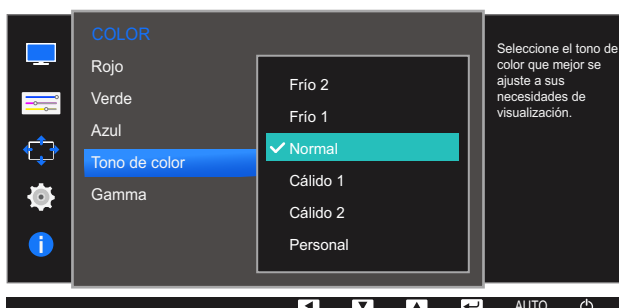 COLOR
Rojo
Verde
Azul
Tono de color
Gamma
Frío 2
Frío 1
Normal
Cálido 1
Cálido 2
Personal
Seleccione el tono de
color que mejor se
ajuste a sus
necesidades de
visualización.
AUTO